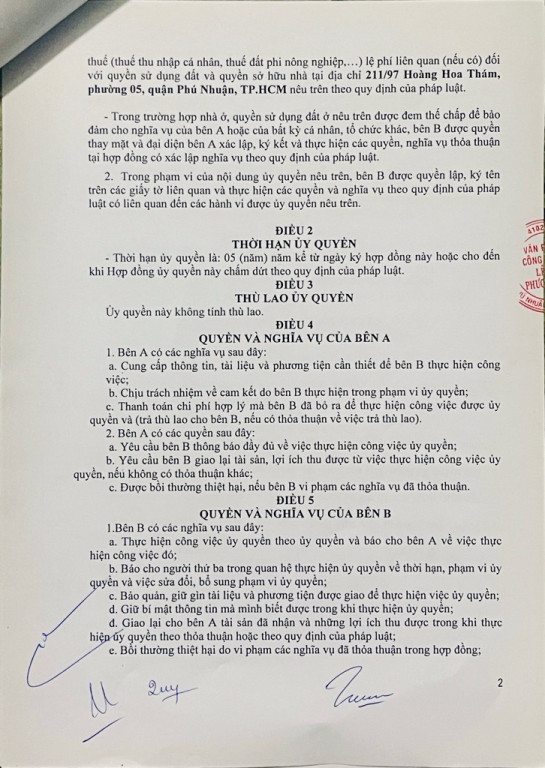 thuế (thuế thu nhập cá nhân, thuế đất phi nông nghiệp,…) lệ phí liên quan (nếu có) đối
với quyền sử dụng đất và quyền sở hữu nhà tại địa chỉ 211/97 Hoàng Hoa Thám,
phường 05, quận Phú Nhuận, TP.HCM nêu trên theo quy định của pháp luật.
- Trong trường hợp nhà ở, quyền sử dụng đất ở nêu trên được đem thế chấp để bảo
đảm cho nghĩa vụ của bên A hoặc của bất kỳ cá nhân, tổ chức khác, bên B được quyền
thay mặt và đại diện bên A xác lập, ký kết và thực hiện các quyền, nghĩa vụ thỏa thuận
tại hợp đồng có xác lập nghĩa vụ theo quy định của pháp luật.
2. Trong phạm vi của nội dung ủy quyền nêu trên, bên B được quyền lập, ký tên
trên các giấy tờ liên quan và thực hiện các quyền và nghĩa vụ theo quy định của pháp
luật có liên quan đến các hành vi được ủy quyền nêu trên.
ĐIỀU 2
THỜI HẠN ỦY QUYỀN
- Thời hạn ủy quyền là: 05 (năm) năm kể từ ngày ký hợp đồng này hoặc cho đến
khi Hợp đồng ủy quyền này chấm dứt theo quy định của pháp luật.
ĐIỀU 3
THÙ LAO ỦY QUYỀN
Ủy quyền này không tính thù lao.
ĐIỀU 4
QUYỀN VÀ NGHĨA VỤ CỦA BÊN A
1. Bên A có các nghĩa vụ sau đây:
a. Cung cấp thông tin, tài liệu và phương tiện cần thiết để bên B thực hiện công
việc;
b. Chịu trách nhiệm về cam kết do bên B thực hiện trong phạm vi ủy quyền;
c. Thanh toán chi phí hợp lý mà bên B đã bỏ ra để thực hiện công việc được ủy
quyền và (trả thù lao cho bên B, nếu có thỏa thuận về việc trả thù lao).
2. Bên A có các quyền sau đây:
a. Yêu cầu bên B thông báo đầy đủ về việc thực hiện công việc ủy quyền;
b. Yêu cầu bên B giao lại tài sản, lợi ích thu được từ việc thực hiện công việc ủy
quyền, nếu không có thỏa thuận khác;
c. Được bồi thường thiệt hại, nếu bên B vi phạm các nghĩa vụ đã thỏa thuận.
ĐIỀU 5
QUYỀN VÀ NGHĨA VỤ CỦA BÊN B
1.Bên B có các nghĩa vụ sau đây:
a. Thực hiện công việc ủy quyền theo ủy quyền và báo cho bên A về việc thực
hiện công việc đó;
b. Báo cho người thứ ba trong quan hệ thực hiện ủy quyền về thời hạn, phạm vi ủy
quyền và việc sửa đổi, bổ sung phạm vi ủy quyền;
c. Bảo quản, giữ gìn tài liệu và phương tiện được giao để thực hiện việc ủy quyền;
d. Giữ bí mật thông tin mà mình biết được trong khi thực hiện ủy quyền;
đ. Giao lại cho bên A tài sản đã nhận và những lợi ích thu được trong khi thực
hiện ủy quyền theo thỏa thuận hoặc theo quy định của pháp luật;
e. Bồi thường thiệt hại do vi phạm các nghĩa vụ đã thỏa thuận trong hợp đồng;
Quy
2